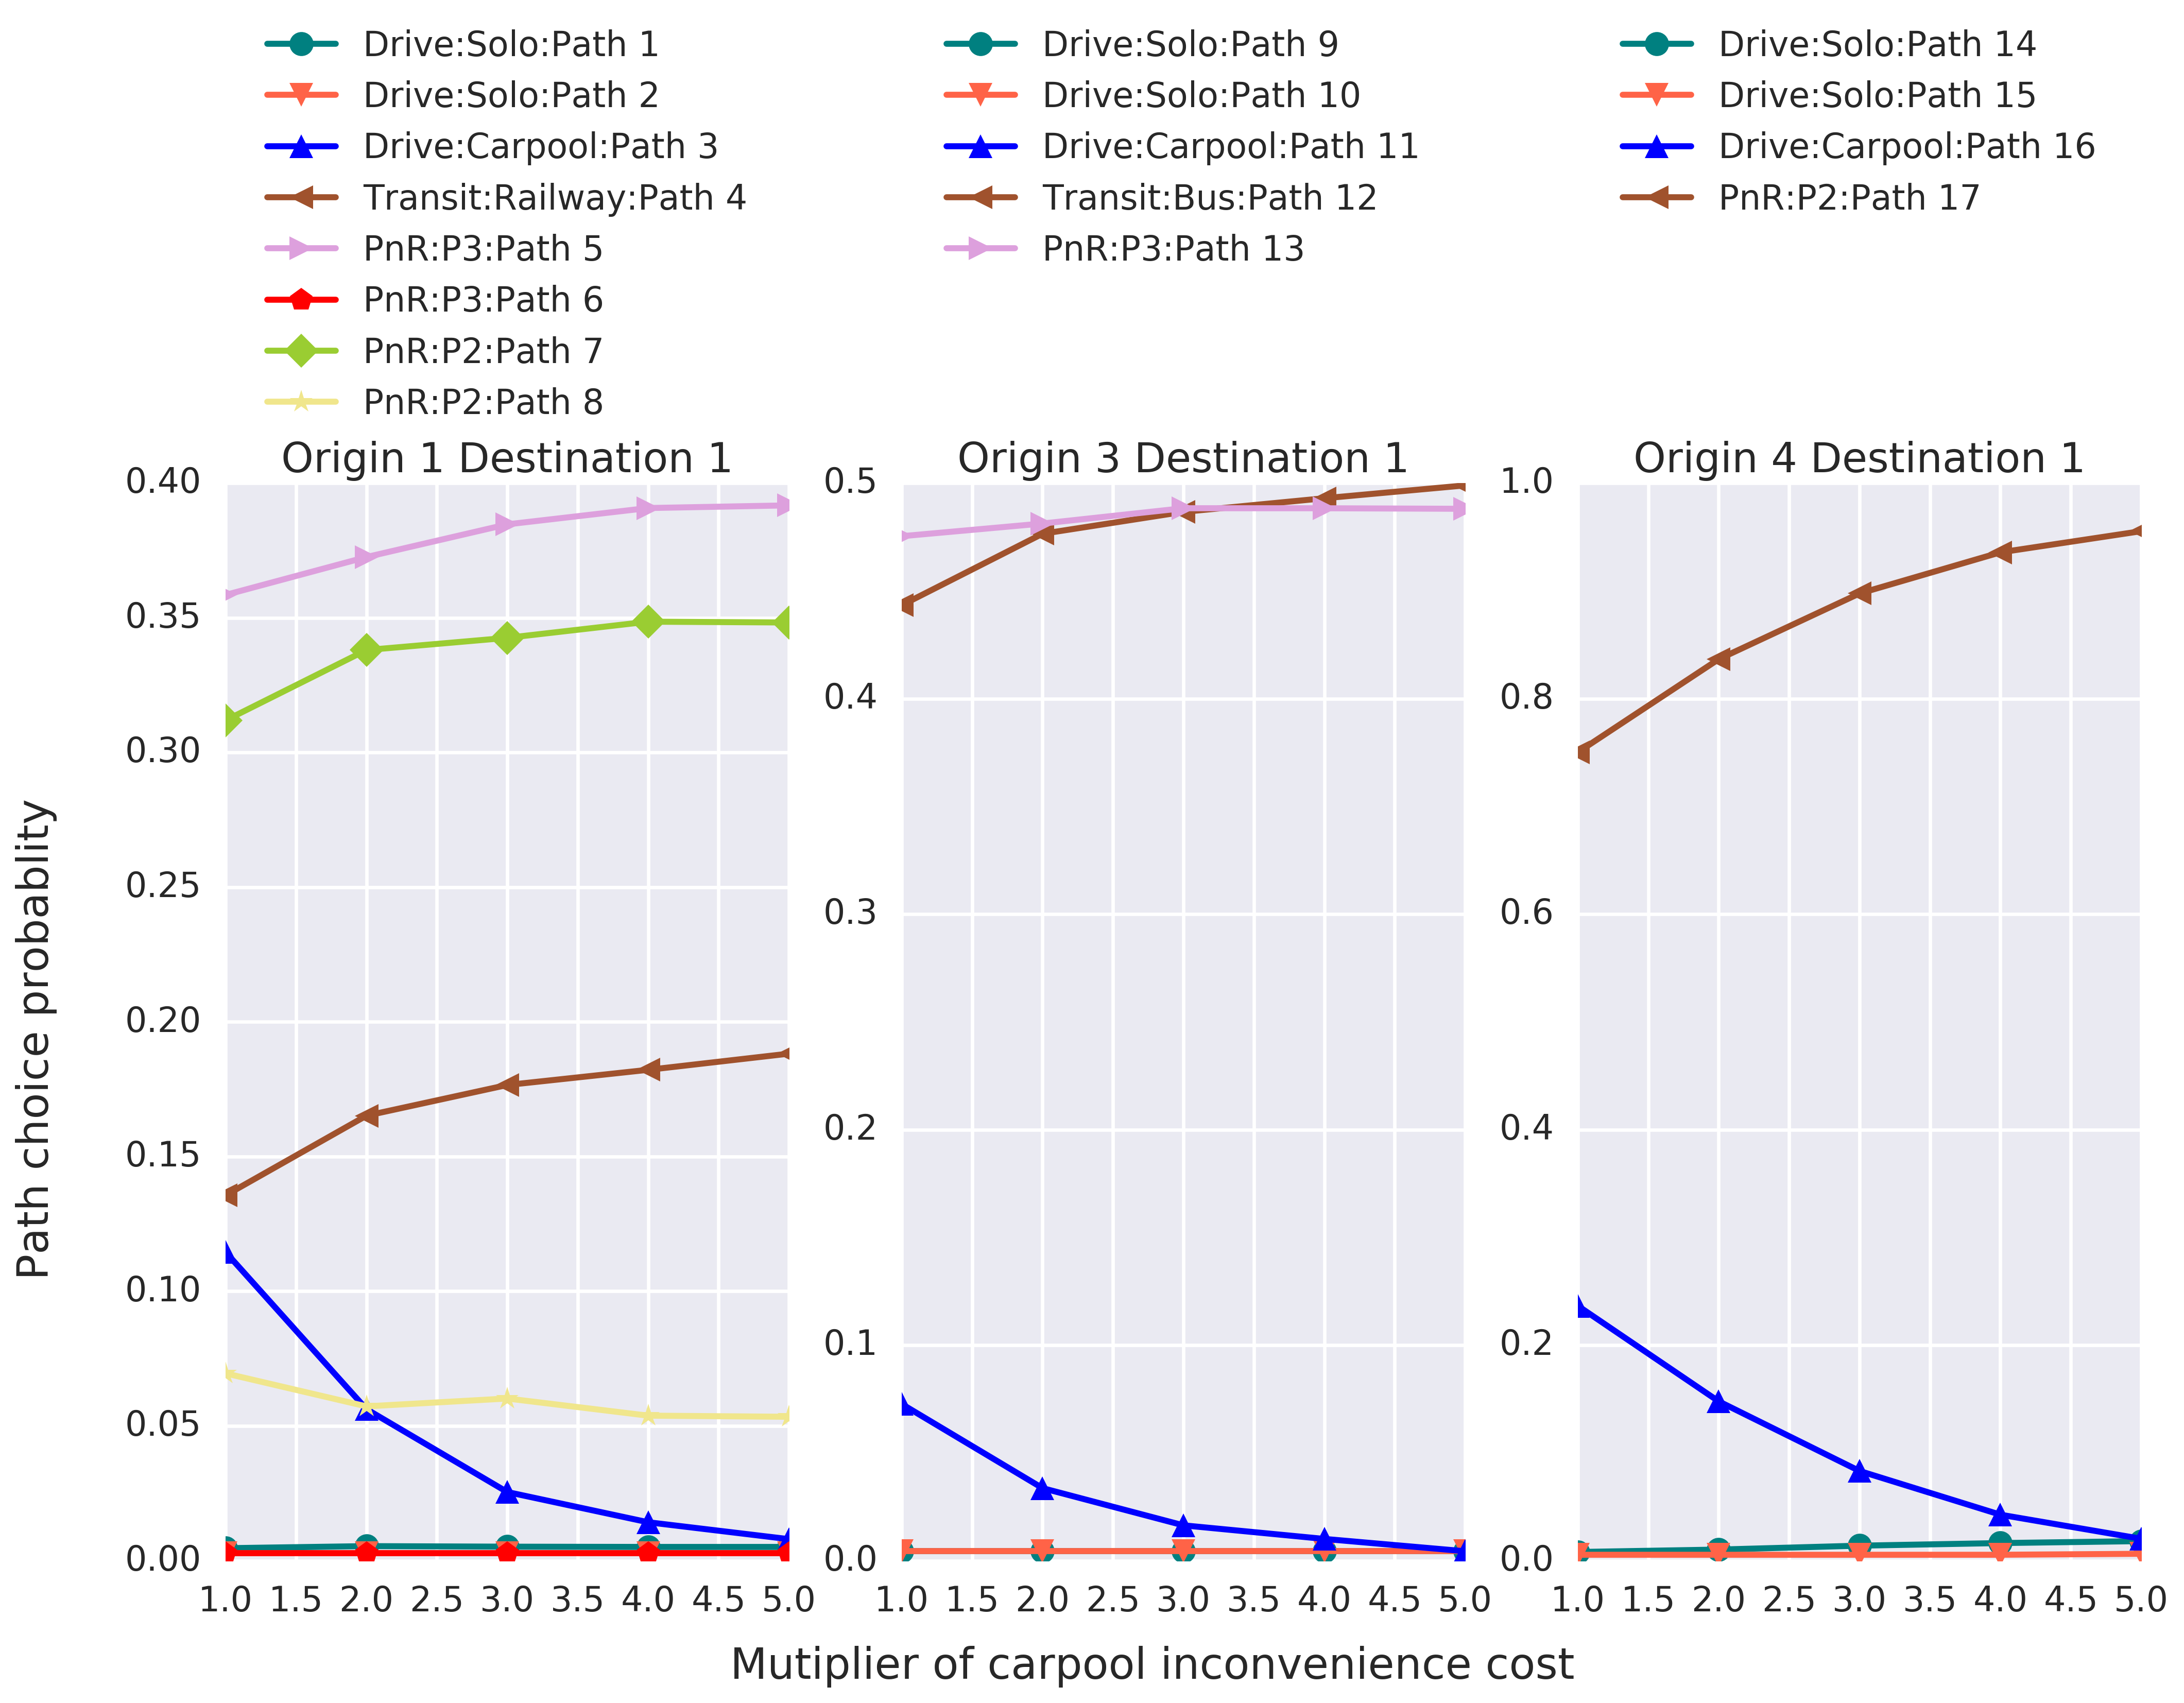 Drive:Solo:Path 1
Drive:Solo:Path 2
Drive:Carpool:Path 3
Transit:Railway:Path 4
PnR:P3:Path 5
PnR:P3:Path 6
PnR:P2:Path 7
PnR:P2:Path 8
Drive:Solo:Path 9
Drive:Solo:Path 10
Drive:Carpool:Path 11
Transit:Bus:Path 12
PnR:P3:Path 13
Drive:Solo:Path 14
Drive:Solo:Path 15
Drive:Carpool:Path 16
PnR:P2:Path 17
Path choice probablity
Origin 1 Destination 1
0.40
0.35
0.30
0.25
0.20
0.15
0.10
0.05
0.00
1.0 1.5 2.0 2.5 3.0 3.5 4.0 4.5 5.0
Origin 3 Destination 1
0.5
0.4
0.3
0.2
0.1
0.0
1.0 1.5 2.0 2.5 3.0 3.5 4.0 4.5 5.0
Origin 4 Destination 1
1.0
0.8
0.6
0.4
0.2
0.0
1.0 1.5 2.0 2.5 3.0 3.5 4.0 4.5 5.0
Mutiplier of carpool inconvenience cost